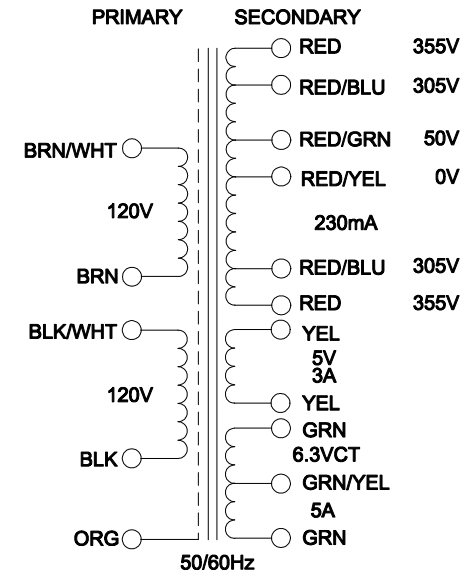 PRIMARY SECONDARY
RED 355V
RED/BLU 305V
RED/GRN 50V
BRN/WHT
RED/YEL 0V
120V
230mA
RED/BLU 305V
BRN
RED 355V
BLK/WHT
YEL
5V
3A
120V
YEL
GRN
6.3VCT
BLK
GRN/YEL
5A
ORG
GRN
50/60Hz